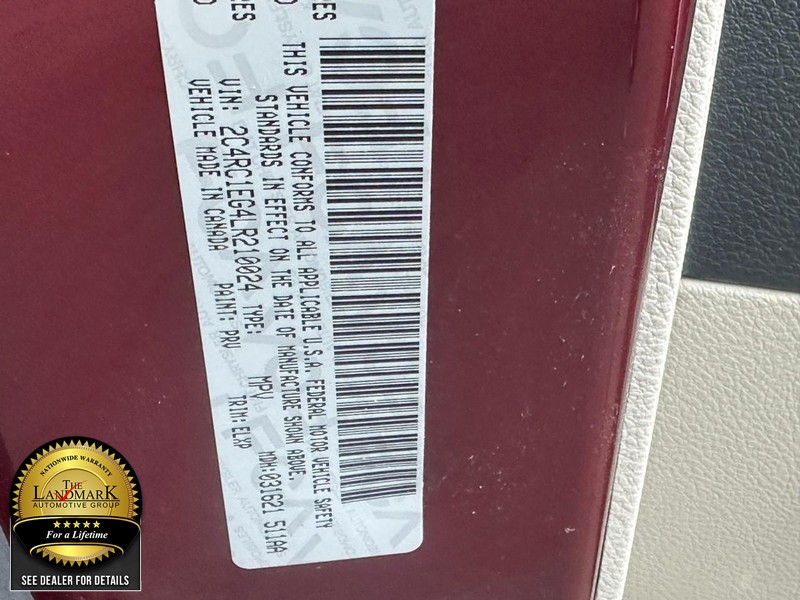 THIS VEHICLE CONFORMS TO ALL APPLICABLE U.S.A. FEDERAL MOTOR VEHICLE SAFETY
STANDARDS IN EFFECT ON THE DATE OF MANUFACTURE SHOWN ABOVE.
VIN: 2C4RC1EG4LR210024 TYPE: MPV MDH:031621 511AA
VEHICLE MADE IN CANADA PAINT: PRV TRIM:ELXP
NATIONWIDE WARRANTY
THE
LANDMARK
AUTOMOTIVE GROUP
For a Lifetime
SEE DEALER FOR DETAILS